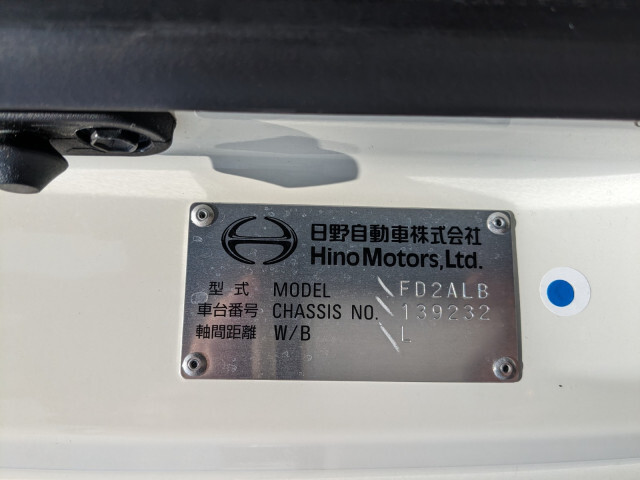 日野自動車株式会社
Hino Motors, Ltd.
型式 MODEL FD2ALB
車台番号 CHASSIS NO. 139232
軸間距離 W/B L